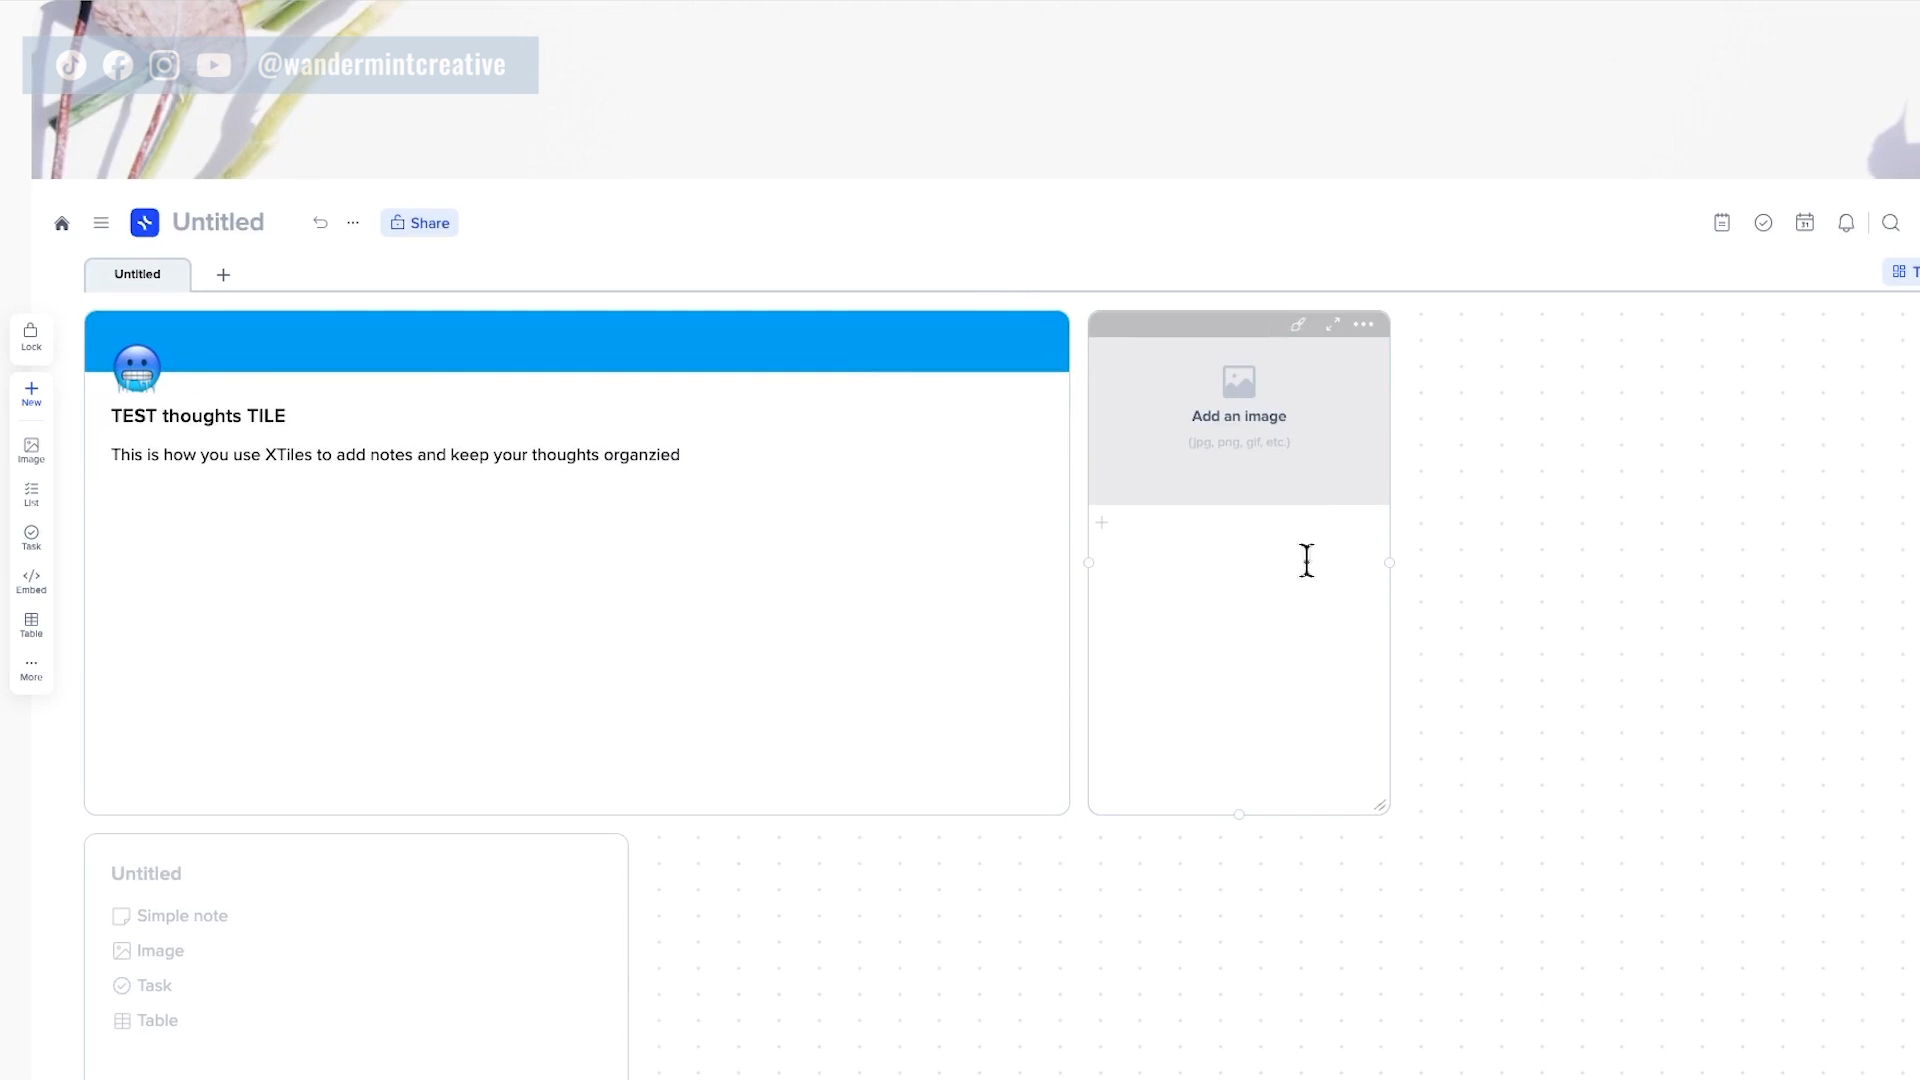 @wandermintcreative
Untitled
Share
31
Untitled
T
Lock
New
Image
List
Task
Embed
Table
More
TEST thoughts TILE
This is how you use XTiles to add notes and keep your thoughts organzied
Add an image
(jpg, png, gif, etc.)
Untitled
Simple note
Image
Task
Table